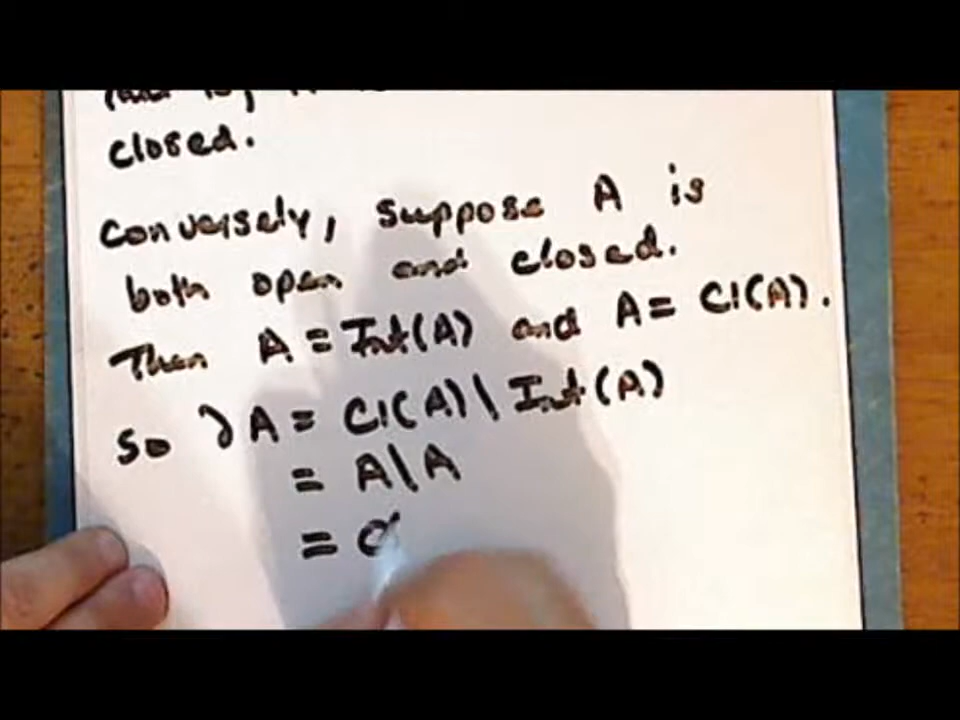 closed.
Conversely, suppose A is
both open and closed.
Then A = Int(A) and A = Cl(A).
So ∂A = Cl(A) \ Int(A)
= A \ A
= ∅